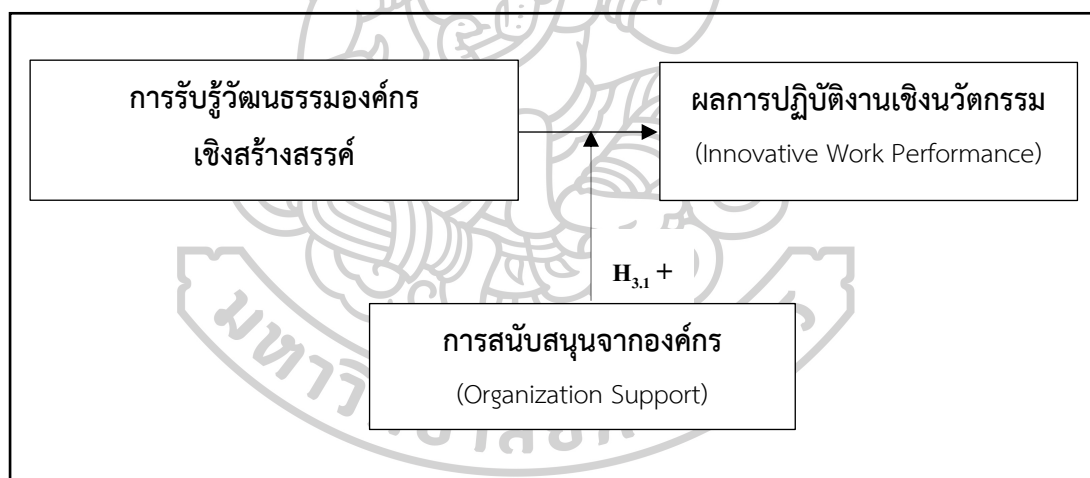 การรับรู้วัฒนธรรมองค์กร
เชิงสร้างสรรค์
ผลการปฏิบัติงานเชิงนวัตกรรม
(Innovative Work Performance)
H3.1 +
การสนับสนุนจากองค์กร
(Organization Support)